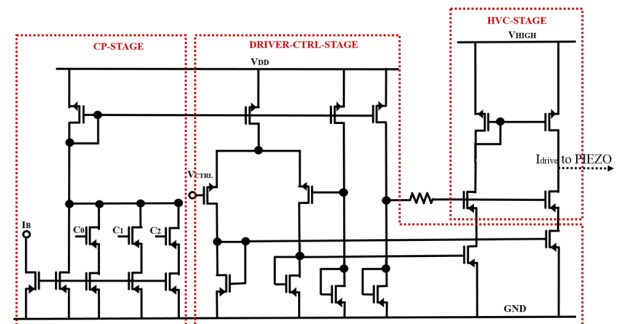 HVC-STAGE
CP-STAGE
DRIVER-CTRL-STAGE
VHIGH
VDD
Idrive to PIEZO
VCTRL
IB
C0
C1
C2
GND